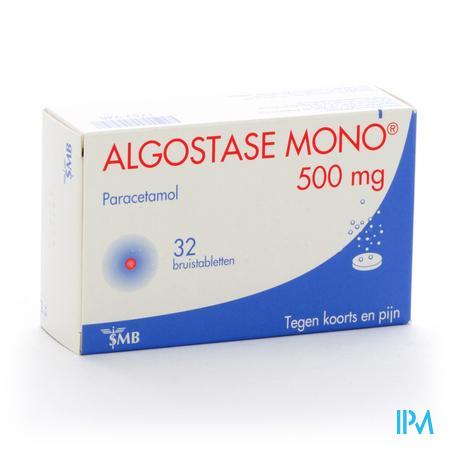 ALGOSTASE MONO®
500 mg
Paracetamol
32
bruistabletten
Tegen koorts en pijn
SMB
SMB
IPM